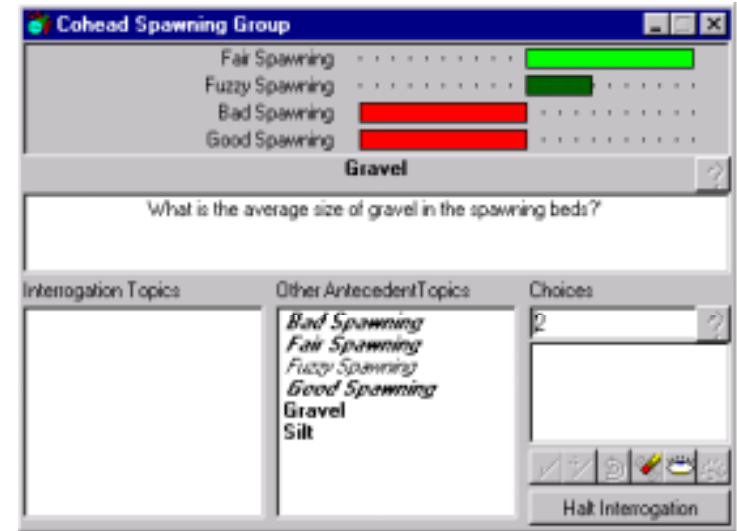 Cohead Spawning Group
Fair Spawning
Fuzzy Spawning
Bad Spawning
Good Spawning
Gravel
?
What is the average size of gravel in the spawning beds?
Interrogation Topics
Other AntecedentTopics
Choices
Bad Spawning
Fair Spawning
Fuzzy Spawning
Good Spawning
Gravel
Silt
2
?
Halt Interrogation